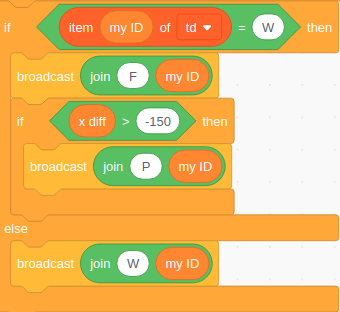 if item my ID of td = W then
broadcast join F my ID
if x diff > -150 then
broadcast join P my ID
else
broadcast join W my ID